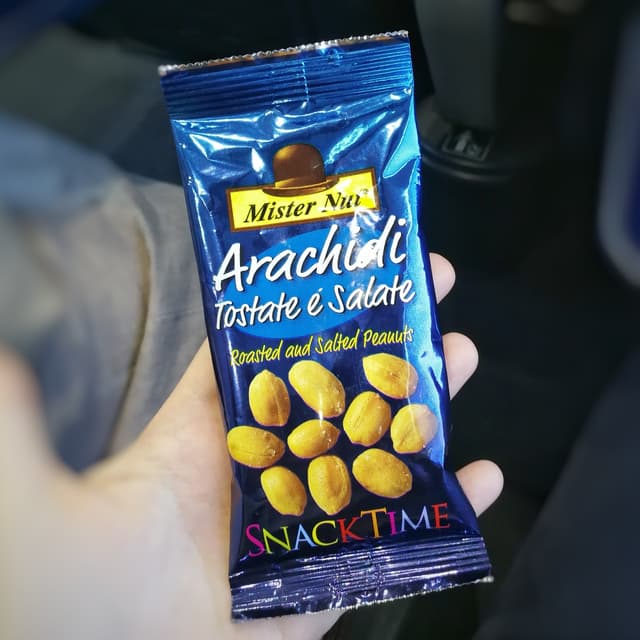 Mister Nut
Arachidi
Tostate é Salate
Roasted and Salted Peanuts
SNACKTIME